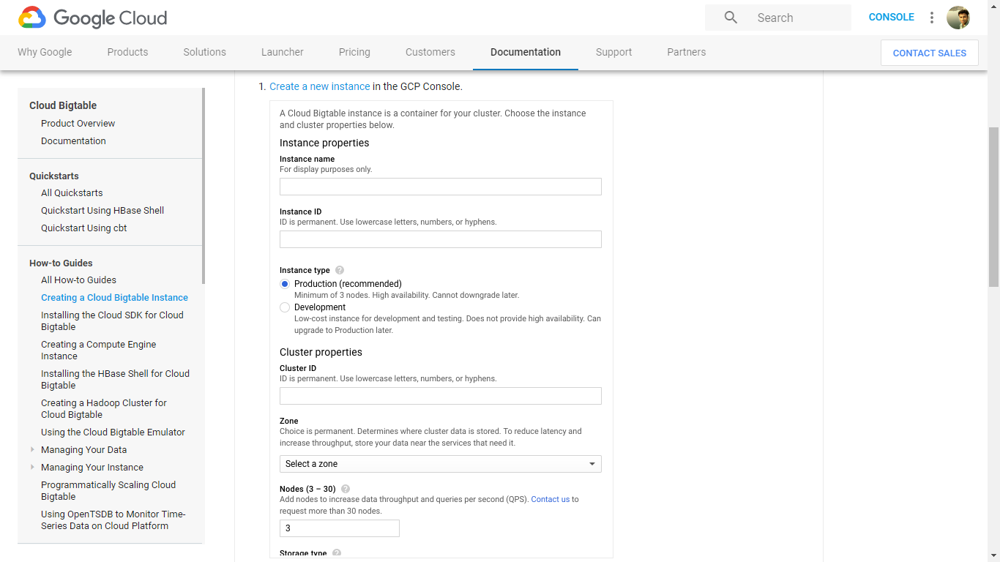 Google Cloud
Search
CONSOLE
Why Google
Products
Solutions
Launcher
Pricing
Customers
Documentation
Support
Partners
CONTACT SALES
Cloud Bigtable
Product Overview
Documentation
Quickstarts
All Quickstarts
Quickstart Using HBase Shell
Quickstart Using cbt
How-to Guides
All How-to Guides
Creating a Cloud Bigtable Instance
Installing the Cloud SDK for Cloud
Bigtable
Creating a Compute Engine
Instance
Installing the HBase Shell for Cloud
Bigtable
Creating a Hadoop Cluster for
Cloud Bigtable
Using the Cloud Bigtable Emulator
Managing Your Data
Managing Your Instance
Programmatically Scaling Cloud
Bigtable
Using OpenTSDB to Monitor Time-
Series Data on Cloud Platform
1. Create a new instance in the GCP Console.
A Cloud Bigtable instance is a container for your cluster. Choose the instance
and cluster properties below.
Instance properties
Instance name
For display purposes only.
Instance ID
ID is permanent. Use lowercase letters, numbers, or hyphens.
Instance type ?
Production (recommended)
Minimum of 3 nodes. High availability. Cannot downgrade later.
Development
Low-cost instance for development and testing. Does not provide high availability. Can
upgrade to Production later.
Cluster properties
Cluster ID
ID is permanent. Use lowercase letters, numbers, or hyphens.
Zone
Choice is permanent. Determines where cluster data is stored. To reduce latency and
increase throughput, store your data near the services that need it.
Select a zone
Nodes (3 – 30) ?
Add nodes to increase data throughput and queries per second (QPS). Contact us to
request more than 30 nodes.
3
Storage type ?